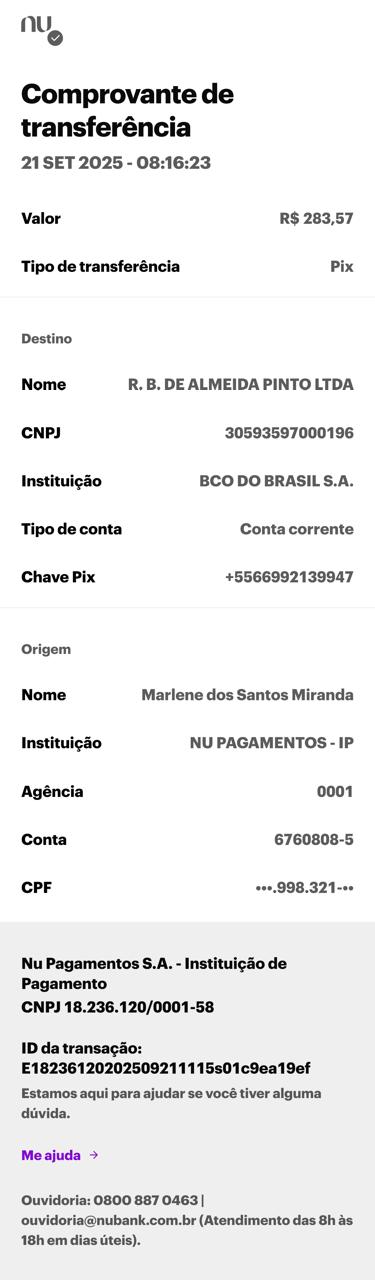 nu
Comprovante de
transferência
21 SET 2025 - 08:16:23
Valor R$ 283,57
Tipo de transferência Pix
Destino
Nome R. B. DE ALMEIDA PINTO LTDA
CNPJ 30593597000196
Instituição BCO DO BRASIL S.A.
Tipo de conta Conta corrente
Chave Pix +5566992139947
Origem
Nome Marlene dos Santos Miranda
Instituição NU PAGAMENTOS - IP
Agência 0001
Conta 6760808-5
CPF •••.998.321-••
Nu Pagamentos S.A. - Instituição de
Pagamento
CNPJ 18.236.120/0001-58
ID da transação:
E18236120202509211115s01c9ea19ef
Estamos aqui para ajudar se você tiver alguma
dúvida.
Me ajuda →
Ouvidoria: 0800 887 0463 |
ouvidoria@nubank.com.br (Atendimento das 8h às
18h em dias úteis).